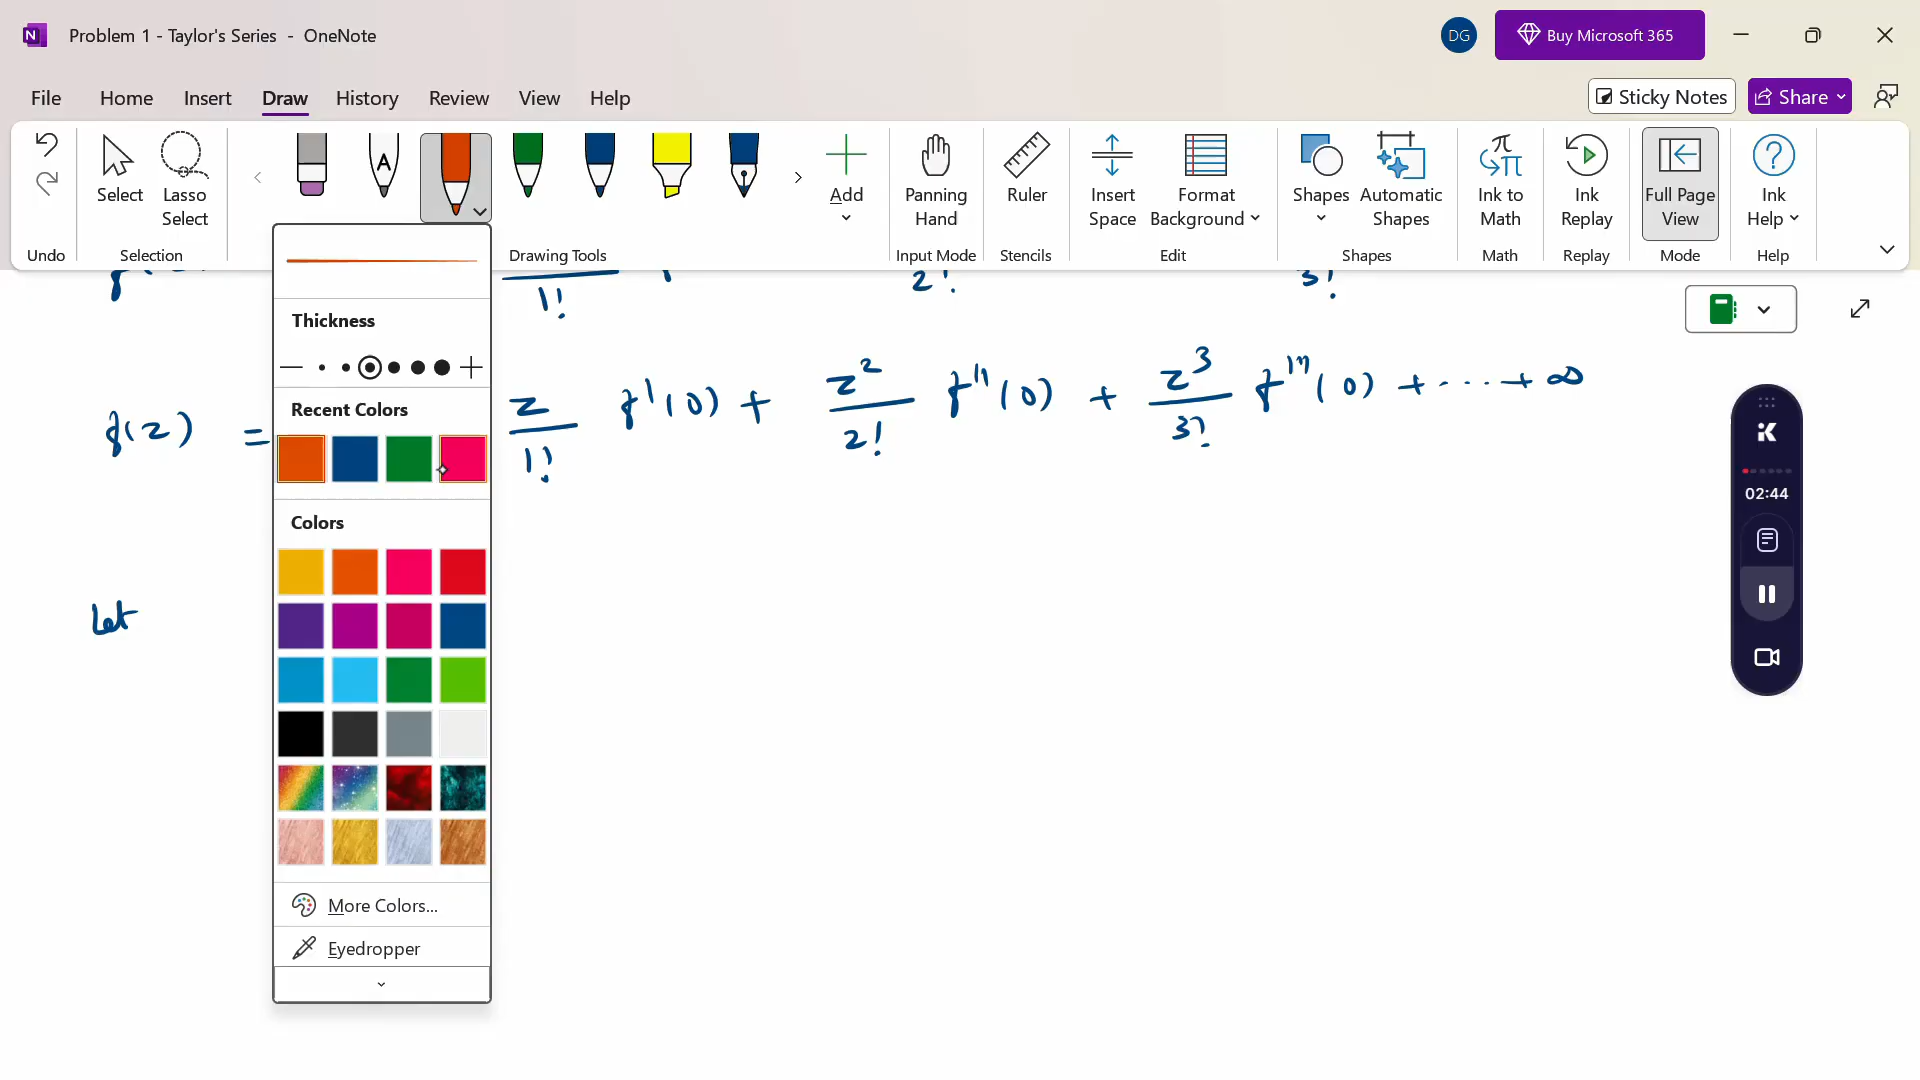 Problem 1 - Taylor's Series - OneNote
DG
Buy Microsoft 365
File Home Insert Draw History Review View Help
Sticky Notes
Share
Undo
Select
Lasso Select
Selection
A
Drawing Tools
Add
Panning Hand
Input Mode
Ruler
Stencils
Insert Space
Format Background
Edit
Shapes
Automatic Shapes
Shapes
Ink to Math
Math
Ink Replay
Replay
Full Page View
Mode
Ink Help
Help
1! 2! 3!
f(z) = z/1! f'(0) + z²/2! f''(0) + z³/3! f'''(0) + ... + ∞
Let
Thickness
Recent Colors
Colors
More Colors...
Eyedropper
02:44